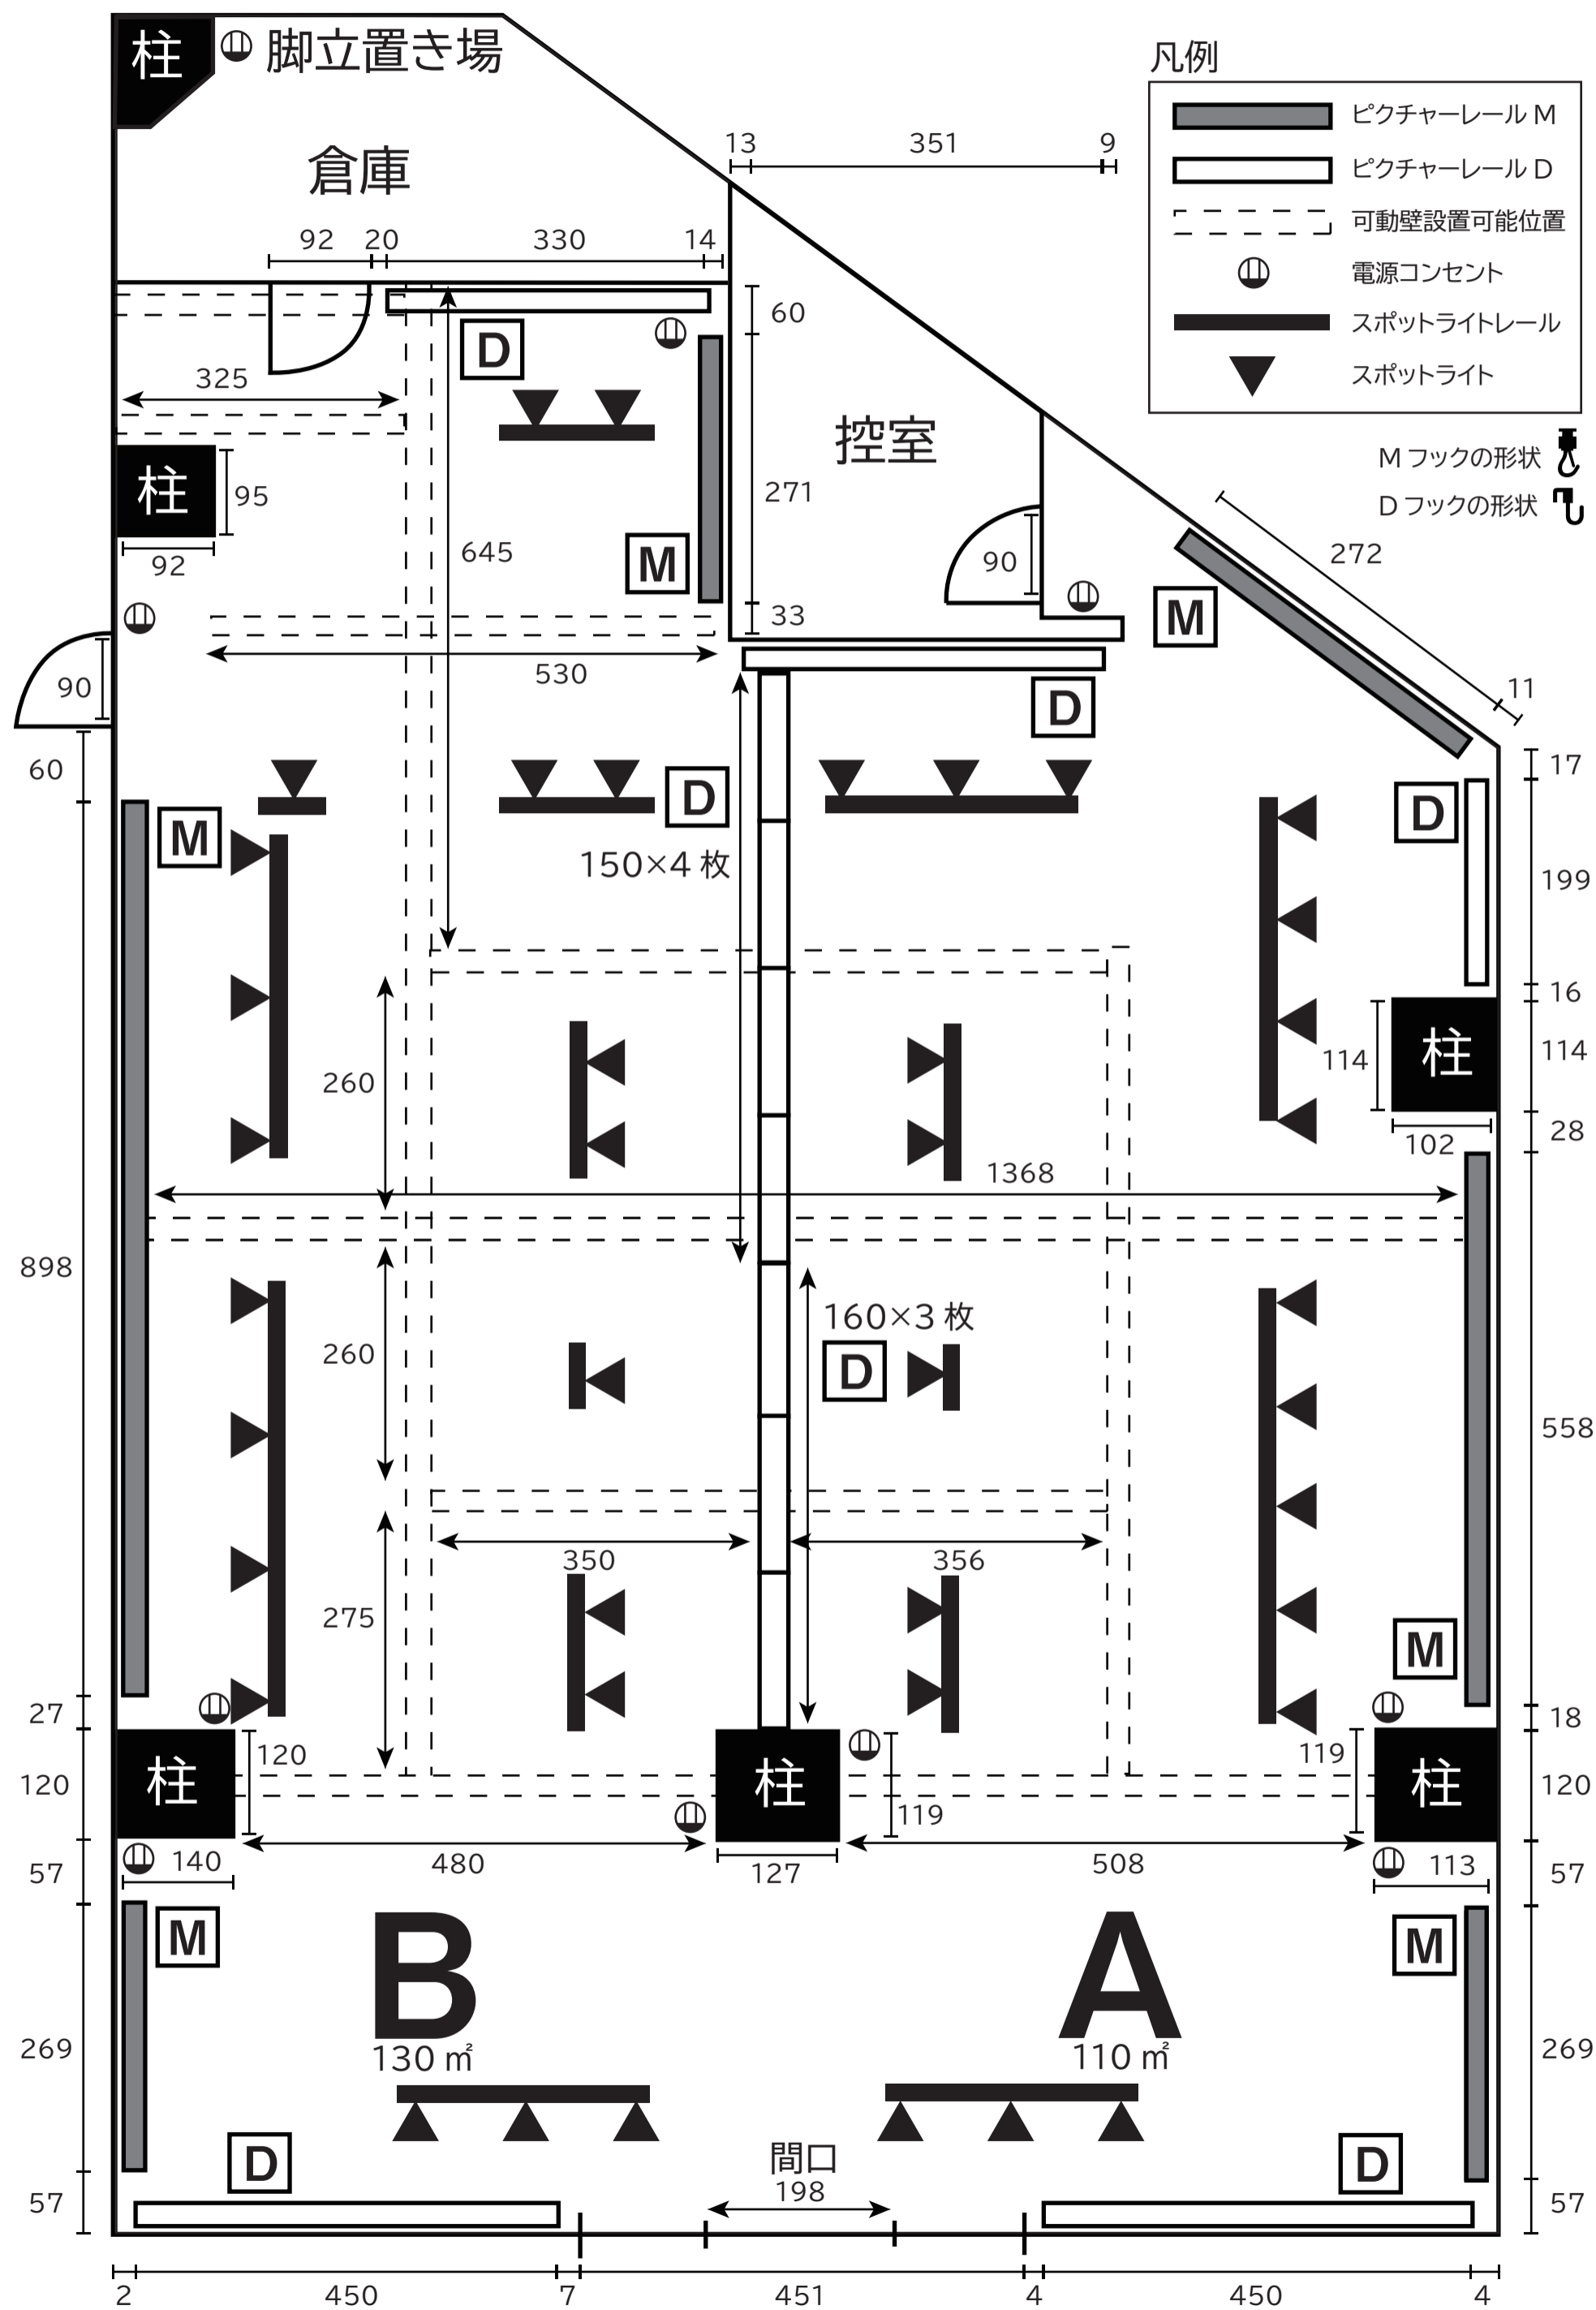 柱
脚立置き場
凡例
ピクチャーレール M
13 351 9
ピクチャーレール D
倉庫
可動壁設置可能位置
92 20 330 14
電源コンセント
60
スポットライトレール
D
325
スポットライト
控室
M フックの形状
柱
95
271
D フックの形状
645
90
272
92
M
M
33
530
90
D
11
60
17
D
D
M
150×4 枚
199
16
柱
114
114
260
28
102
1368
898
160×3 枚
260
D
558
350
356
275
M
27
18
120
119
柱
柱
柱
120
120
119
57
140
480
127
508
113
57
M
M
B
A
130 ㎡
110 ㎡
269
269
間口
D
D
198
57
57
2 450 7 451 4 450 4